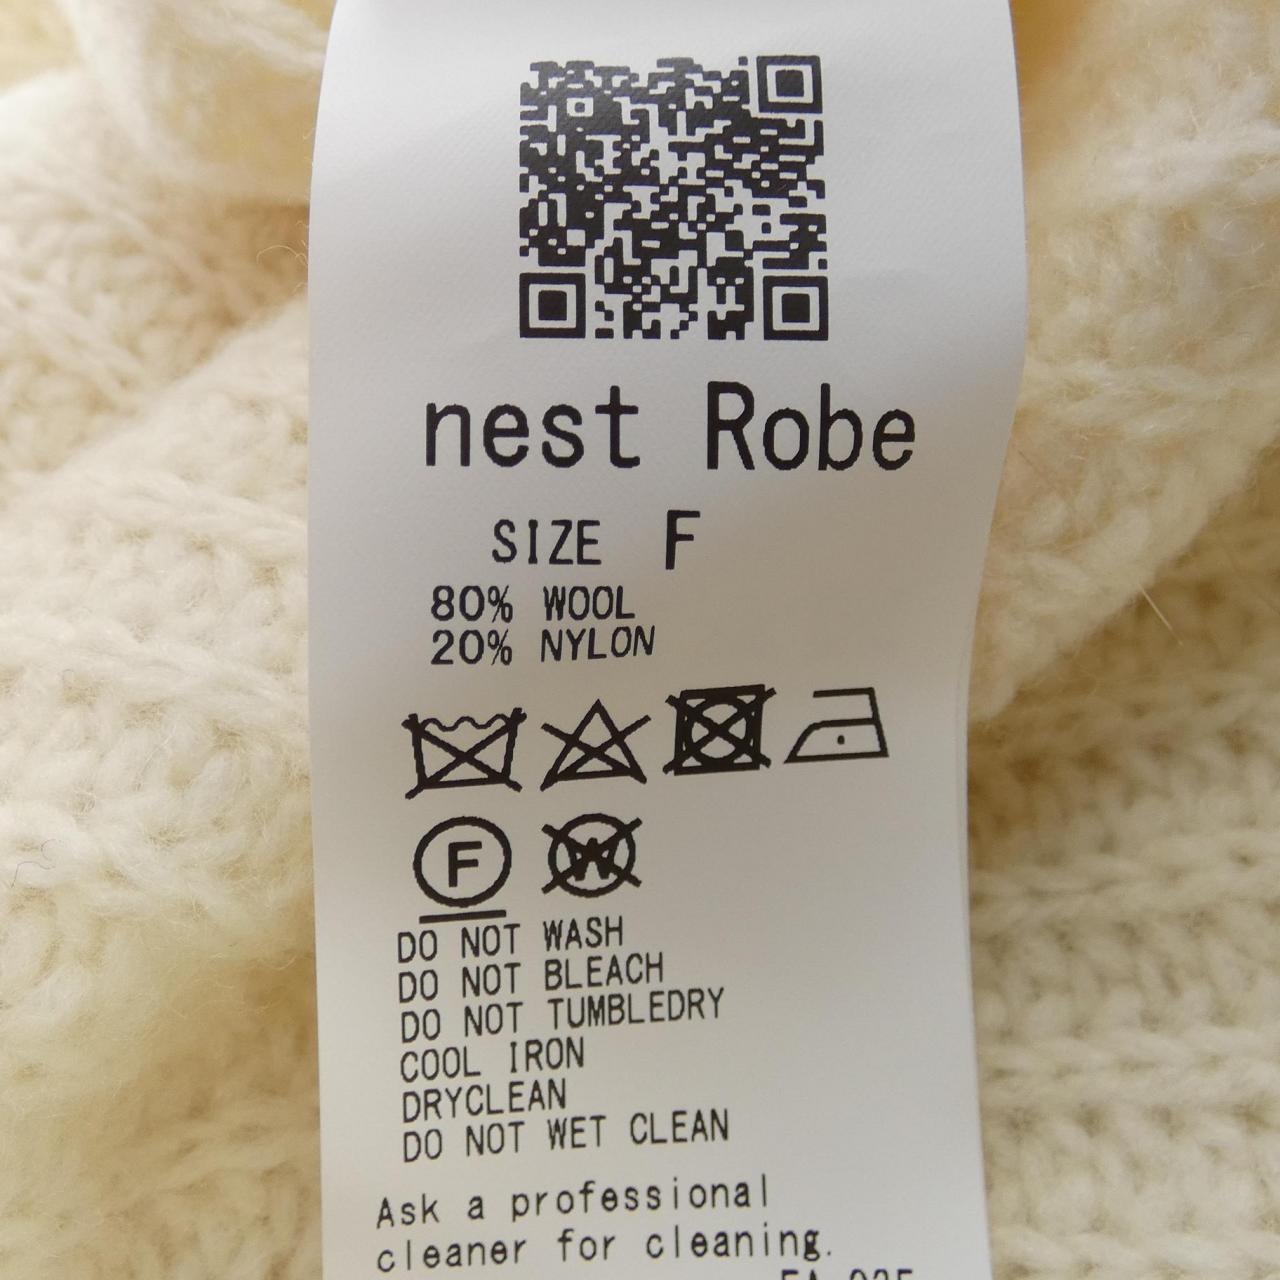 nest Robe
SIZE F
80% WOOL
20% NYLON
F
W
DO NOT WASH
DO NOT BLEACH
DO NOT TUMBLEDRY
COOL IRON
DRYCLEAN
DO NOT WET CLEAN
Ask a professional
cleaner for cleaning.